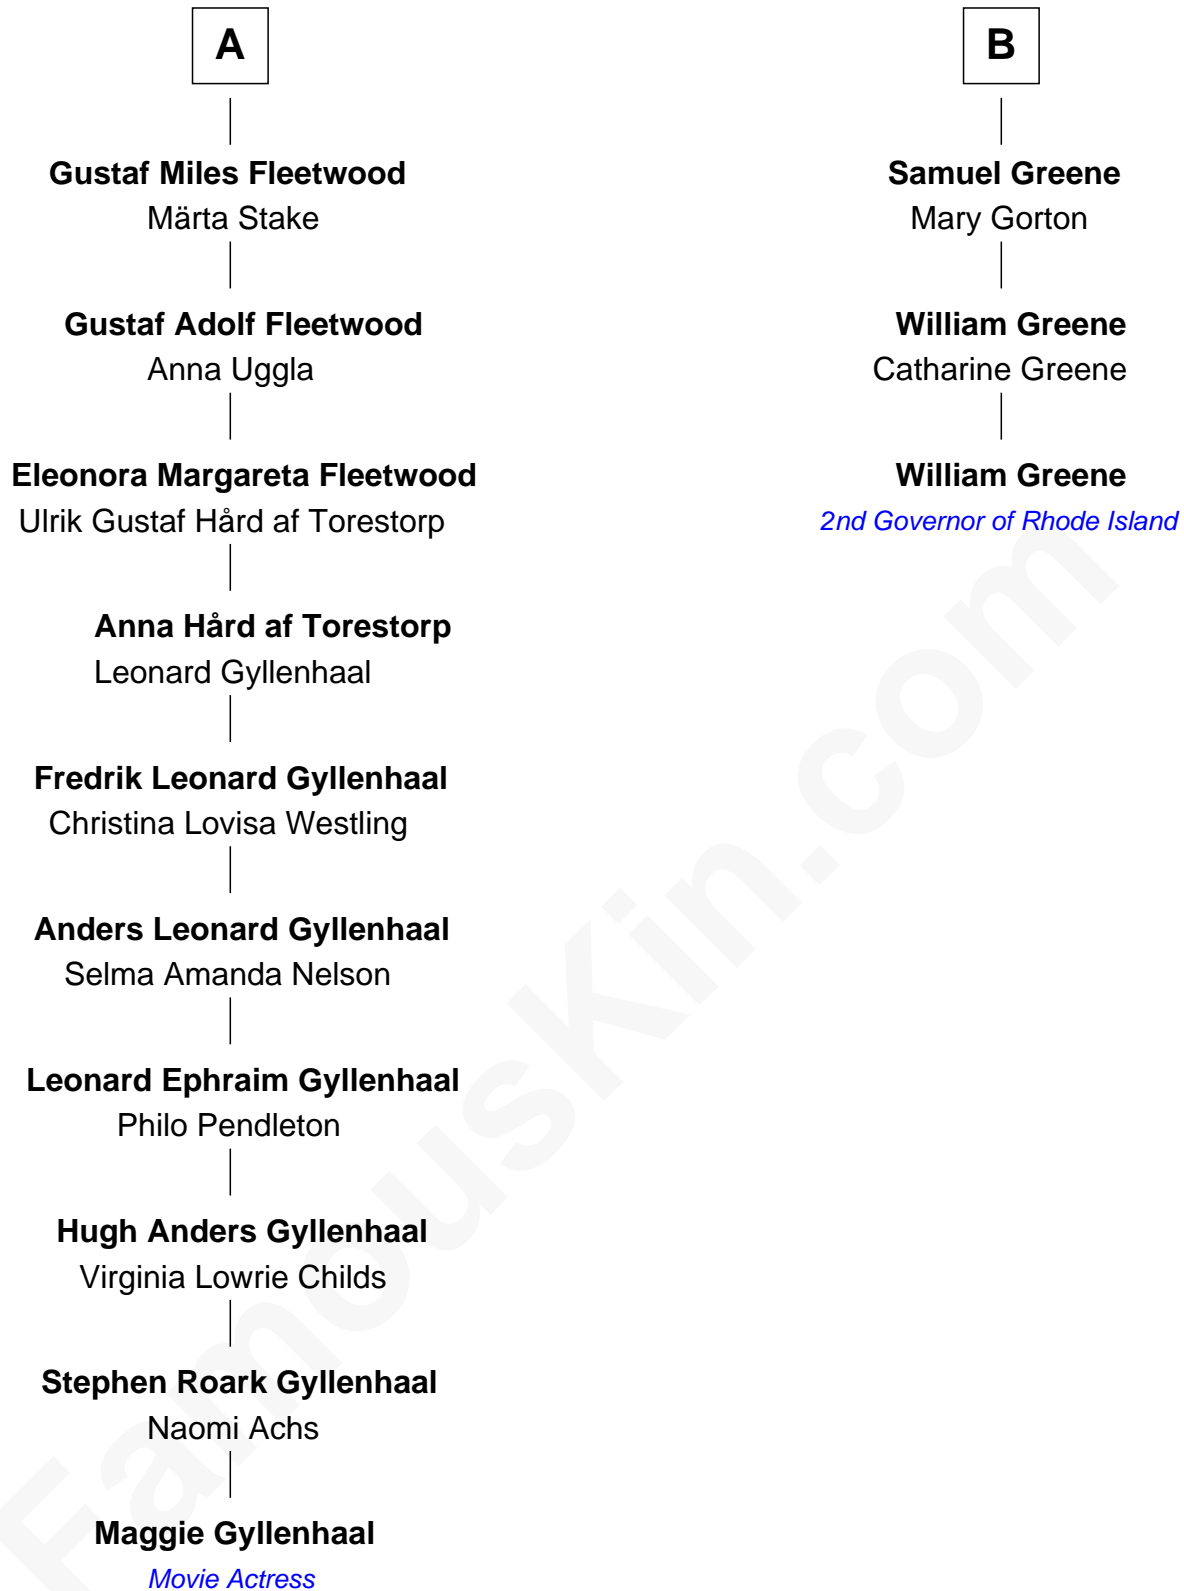 A
Gustaf Miles Fleetwood
Märta Stake
Gustaf Adolf Fleetwood
Anna Uggla
Eleonora Margareta Fleetwood
Ulrik Gustaf Hård af Torestorp
Anna Hård af Torestorp
Leonard Gyllenhaal
Fredrik Leonard Gyllenhaal
Christina Lovisa Westling
Anders Leonard Gyllenhaal
Selma Amanda Nelson
Leonard Ephraim Gyllenhaal
Philo Pendleton
Hugh Anders Gyllenhaal
Virginia Lowrie Childs
Stephen Roark Gyllenhaal
Naomi Achs
Maggie Gyllenhaal
Movie Actress
B
Samuel Greene
Mary Gorton
William Greene
Catharine Greene
William Greene
2nd Governor of Rhode Island
FamousKin.com